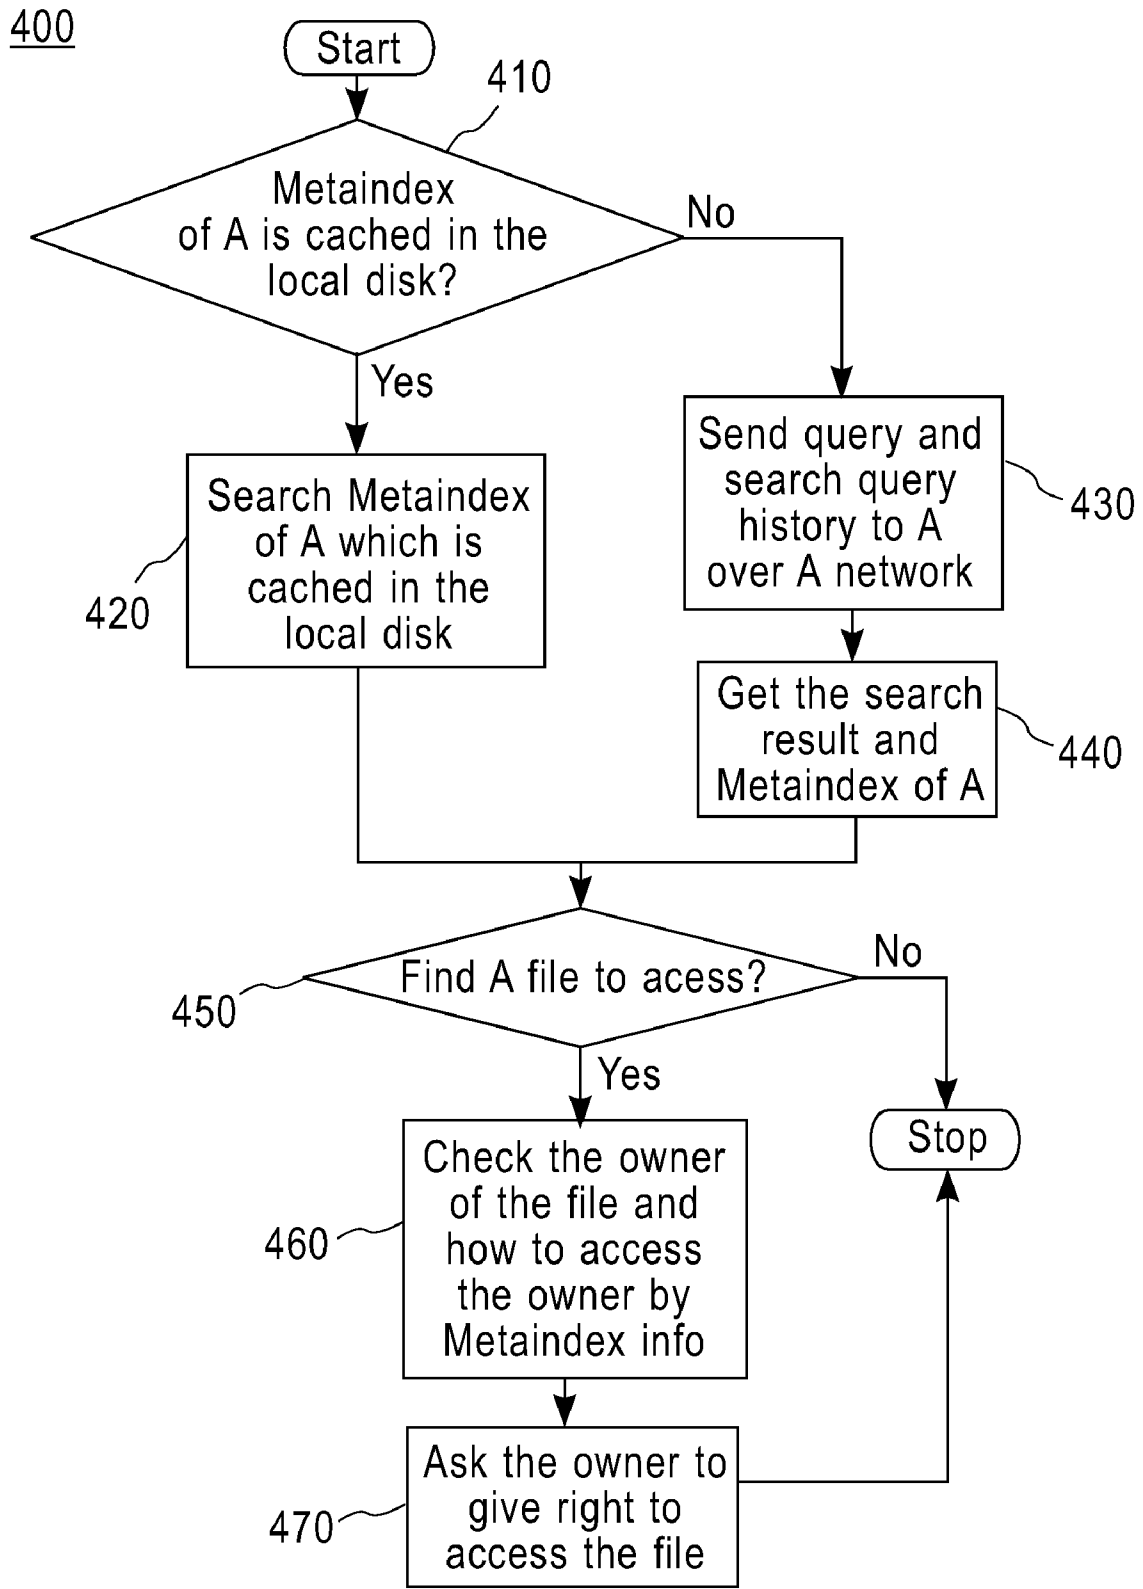 400
Start
410
Metaindex
of A is cached in the
local disk?
No
Yes
Send query and
search query
history to A
over A network
430
Search Metaindex
of A which is
cached in the
local disk
420
Get the search
result and
Metaindex of A
440
Find A file to acess?
No
450
Yes
Stop
Check the owner
of the file and
how to access
the owner by
Metaindex info
460
Ask the owner to
give right to
access the file
470